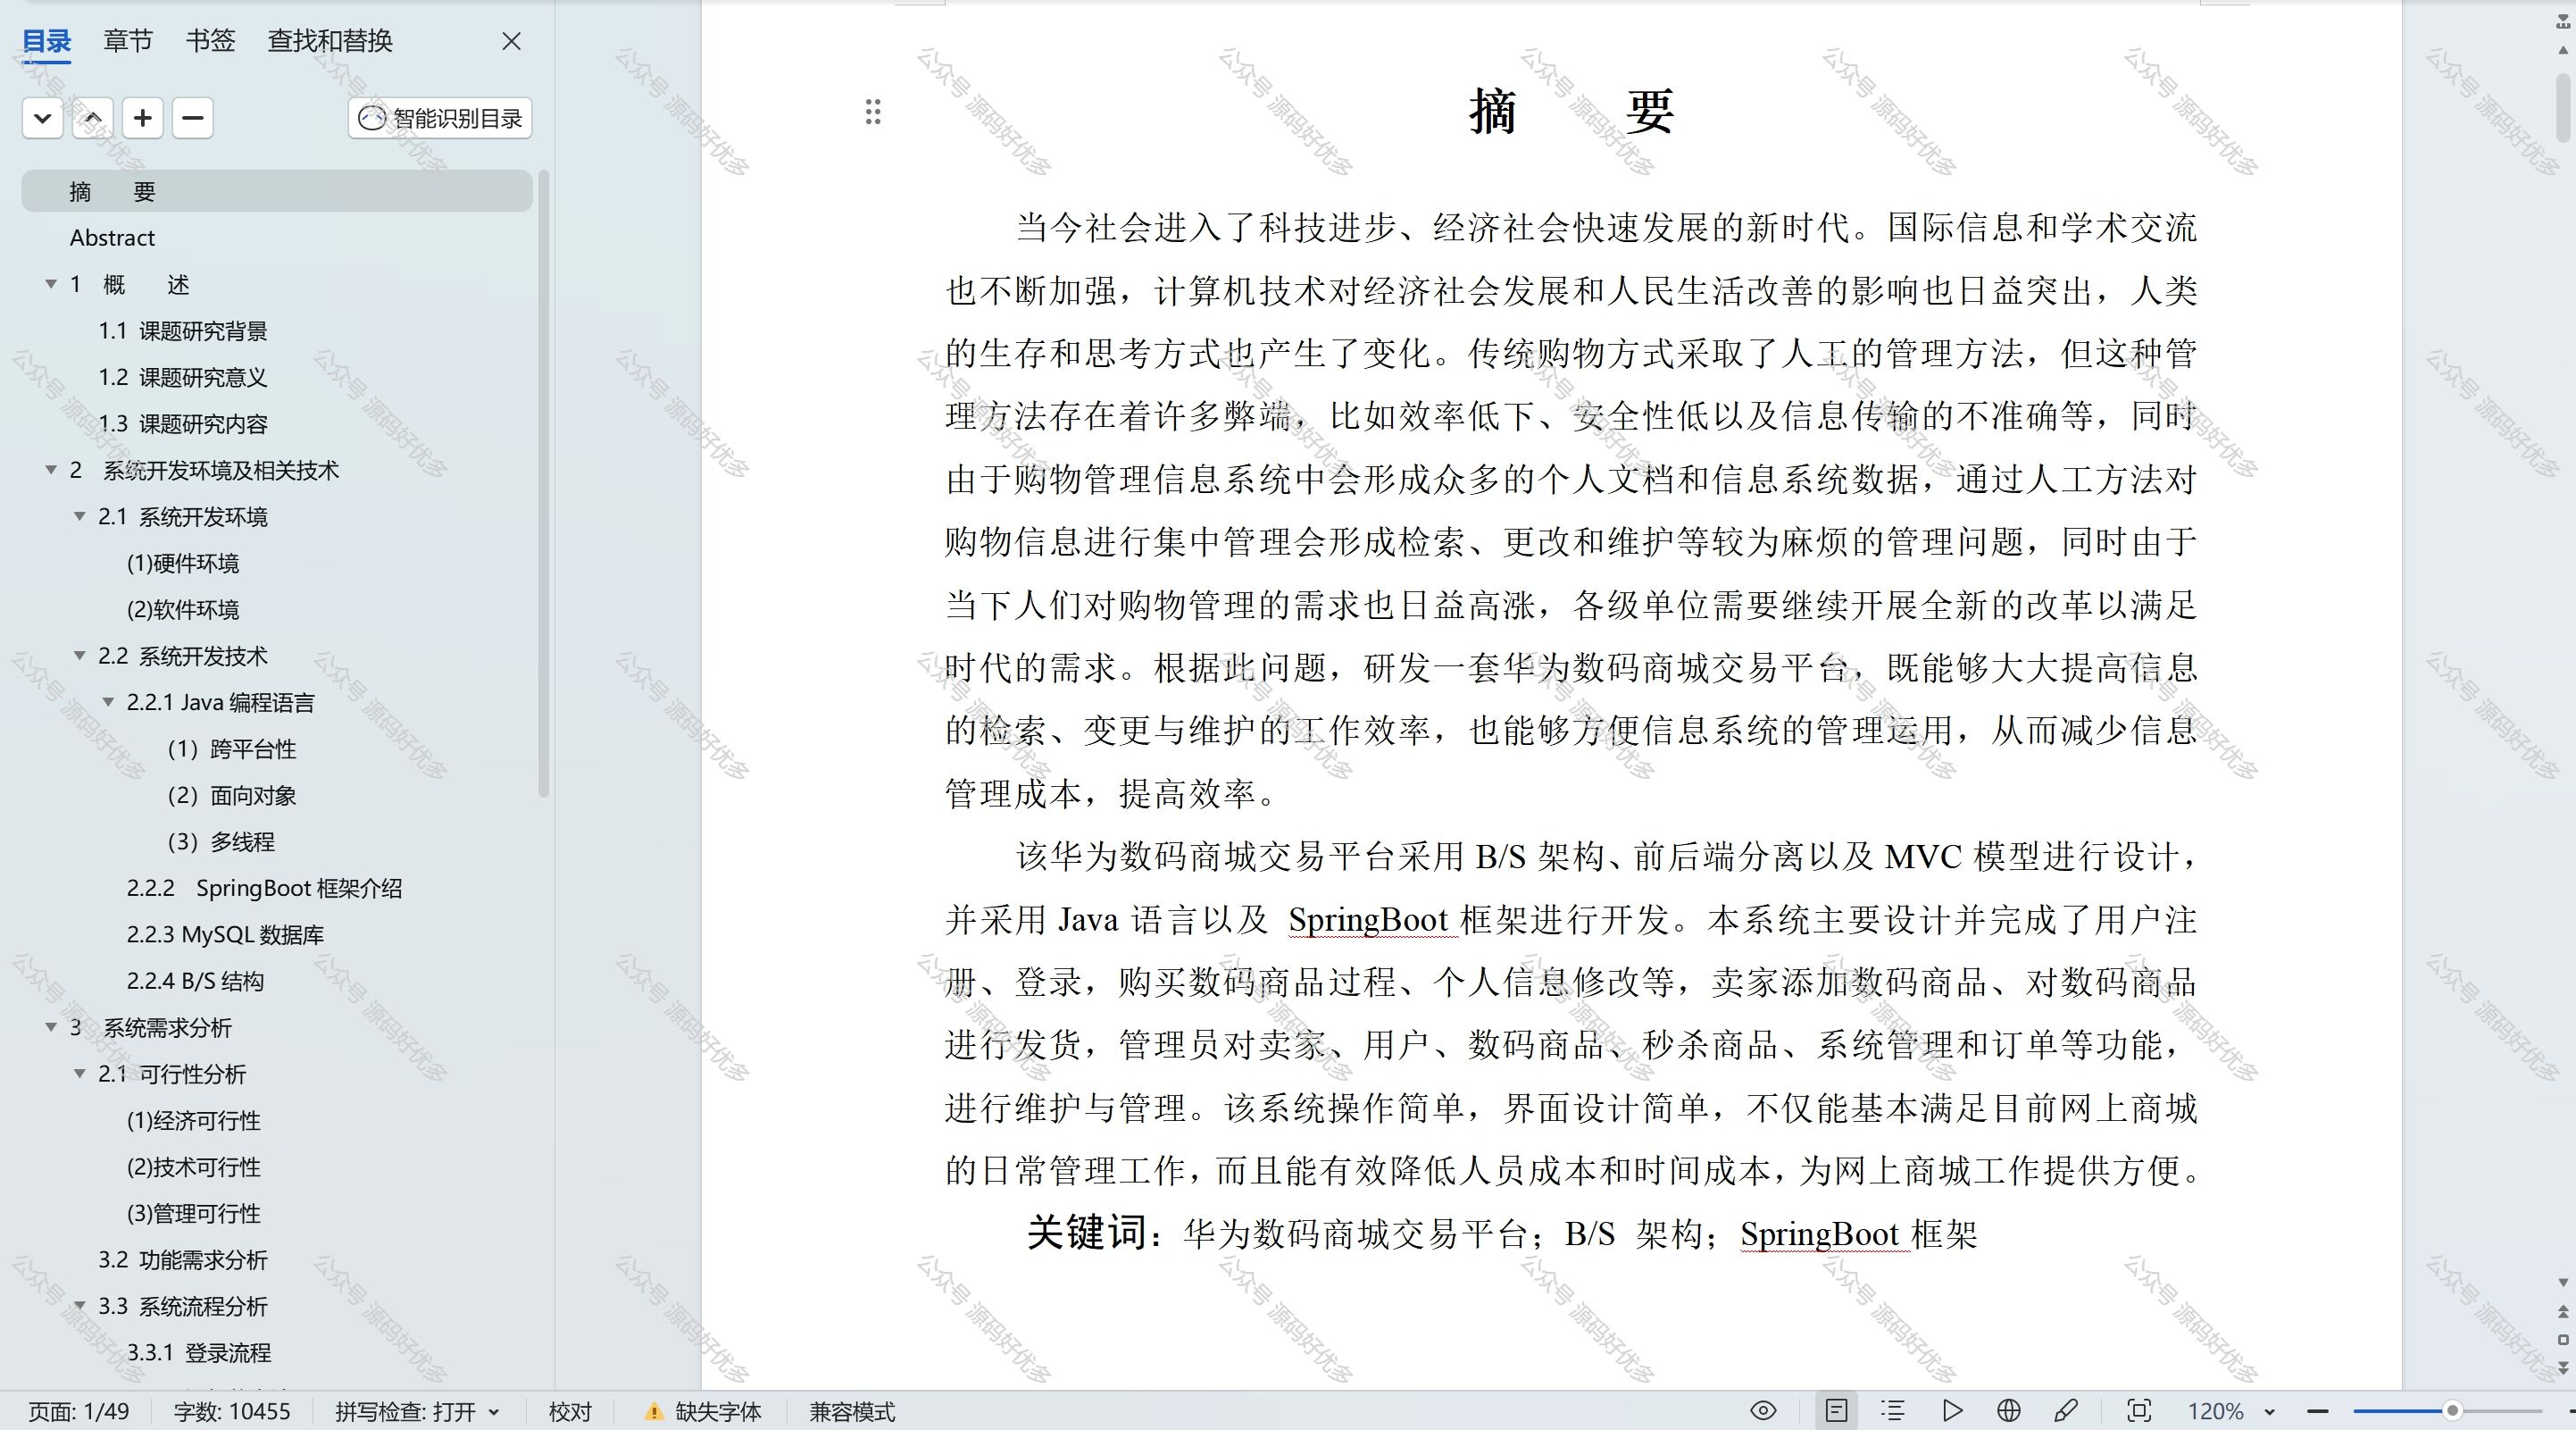 目录 章节 书签 查找和替换
智能识别目录
摘 要
Abstract
1 概 述
1.1 课题研究背景
1.2 课题研究意义
1.3 课题研究内容
2 系统开发环境及相关技术
2.1 系统开发环境
(1)硬件环境
(2)软件环境
2.2 系统开发技术
2.2.1 Java 编程语言
（1）跨平台性
（2）面向对象
（3）多线程
2.2.2 SpringBoot 框架介绍
2.2.3 MySQL 数据库
2.2.4 B/S 结构
3 系统需求分析
2.1 可行性分析
(1)经济可行性
(2)技术可行性
(3)管理可行性
3.2 功能需求分析
3.3 系统流程分析
3.3.1 登录流程
摘 要
当今社会进入了科技进步、经济社会快速发展的新时代。国际信息和学术交流
也不断加强，计算机技术对经济社会发展和人民生活改善的影响也日益突出，人类
的生存和思考方式也产生了变化。传统购物方式采取了人工的管理方法，但这种管
理方法存在着许多弊端，比如效率低下、安全性低以及信息传输的不准确等，同时
由于购物管理信息系统中会形成众多的个人文档和信息系统数据，通过人工方法对
购物信息进行集中管理会形成检索、更改和维护等较为麻烦的管理问题，同时由于
当下人们对购物管理的需求也日益高涨，各级单位需要继续开展全新的改革以满足
时代的需求。根据此问题，研发一套华为数码商城交易平台，既能够大大提高信息
的检索、变更与维护的工作效率，也能够方便信息系统的管理运用，从而减少信息
管理成本，提高效率。
该华为数码商城交易平台采用 B/S 架构、前后端分离以及 MVC 模型进行设计，
并采用 Java 语言以及 SpringBoot 框架进行开发。本系统主要设计并完成了用户注
册、登录，购买数码商品过程、个人信息修改等，卖家添加数码商品、对数码商品
进行发货，管理员对卖家、用户、数码商品、秒杀商品、系统管理和订单等功能，
进行维护与管理。该系统操作简单，界面设计简单，不仅能基本满足目前网上商城
的日常管理工作，而且能有效降低人员成本和时间成本，为网上商城工作提供方便。
关键词：华为数码商城交易平台；B/S 架构；SpringBoot 框架
页面: 1/49 字数: 10455 拼写检查: 打开 校对 缺失字体 兼容模式 120%
公众号 源码好优多